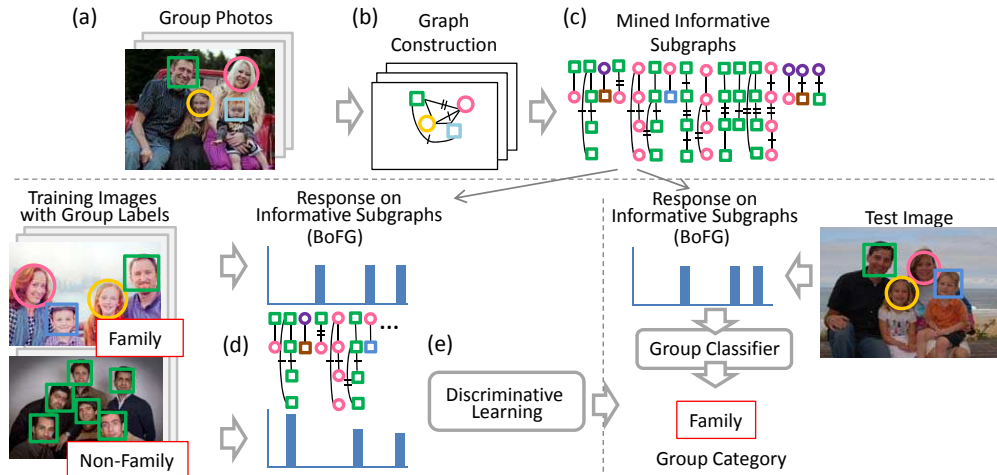 (a)
Group Photos
(b)
Graph
Construction
(c)
Mined Informative
Subgraphs
Training Images
with Group Labels
Family
Non-Family
Response on
Informative Subgraphs
(BoFG)
(d)
...
(e)
Discriminative
Learning
Response on
Informative Subgraphs
(BoFG)
Test Image
Group Classifier
Family
Group Category